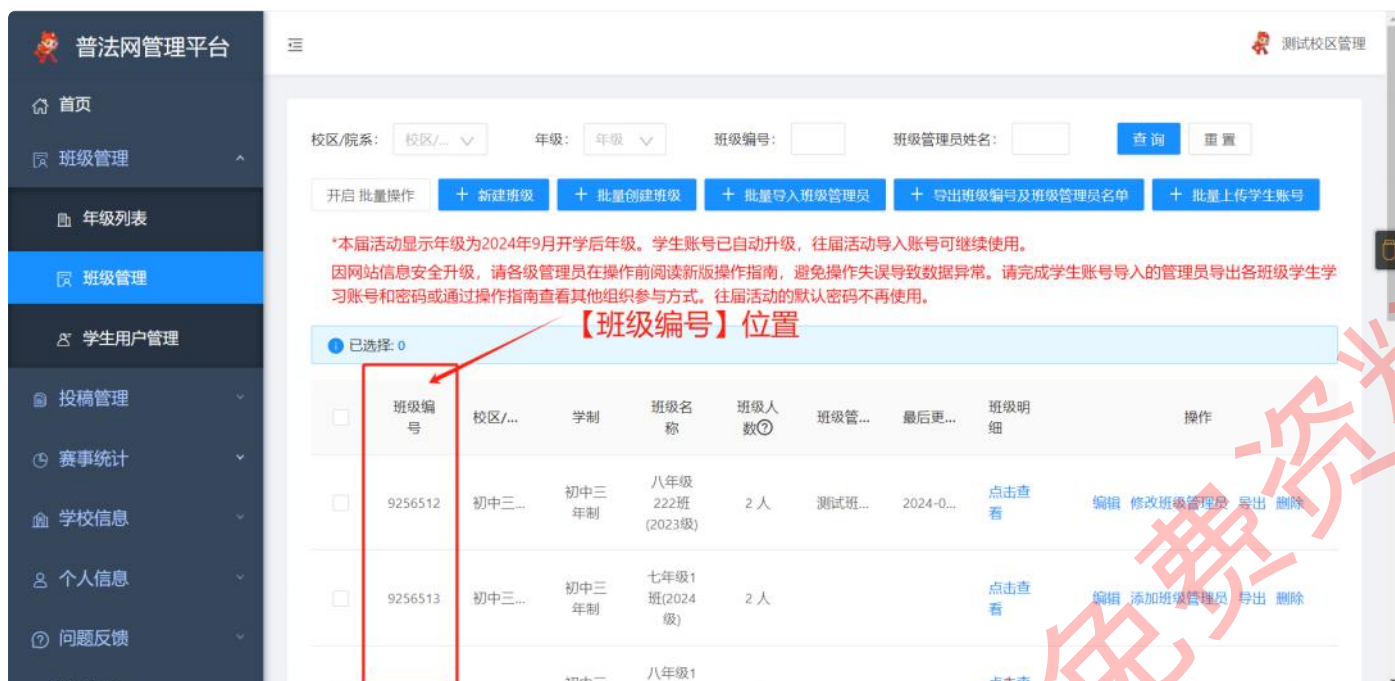 普法网管理平台
测试校区管理
首页
班级管理
年级列表
班级管理
学生用户管理
投稿管理
赛事统计
学校信息
个人信息
问题反馈
校区/院系: 校区/... 年级: 年级 班级编号: 班级管理员姓名: 查询 重置
开启 批量操作 + 新建班级 + 批量创建班级 + 批量导入班级管理员 + 导出班级编号及班级管理员名单 + 批量上传学生账号
*本届活动显示年级为2024年9月开学后年级。学生账号已自动升级，往届活动导入账号可继续使用。
因网站信息安全升级，请各级管理员在操作前阅读新版操作指南，避免操作失误导致数据异常。请完成学生账号导入的管理员导出各班级学生学
习账号和密码或通过操作指南查看其他组织参与方式。往届活动的默认密码不再使用。
【班级编号】位置
已选择: 0
班级编号 校区/... 学制 班级名称 班级人数? 班级管... 最后更... 班级明细 操作
9256512 初中三... 初中三年制 八年级222班(2023级) 2 人 测试班... 2024-0... 点击查看 编辑 修改班级管理员 导出 删除
9256513 初中三... 初中三年制 七年级1班(2024级) 2 人 点击查看 编辑 添加班级管理员 导出 删除
八年级1
免费资料